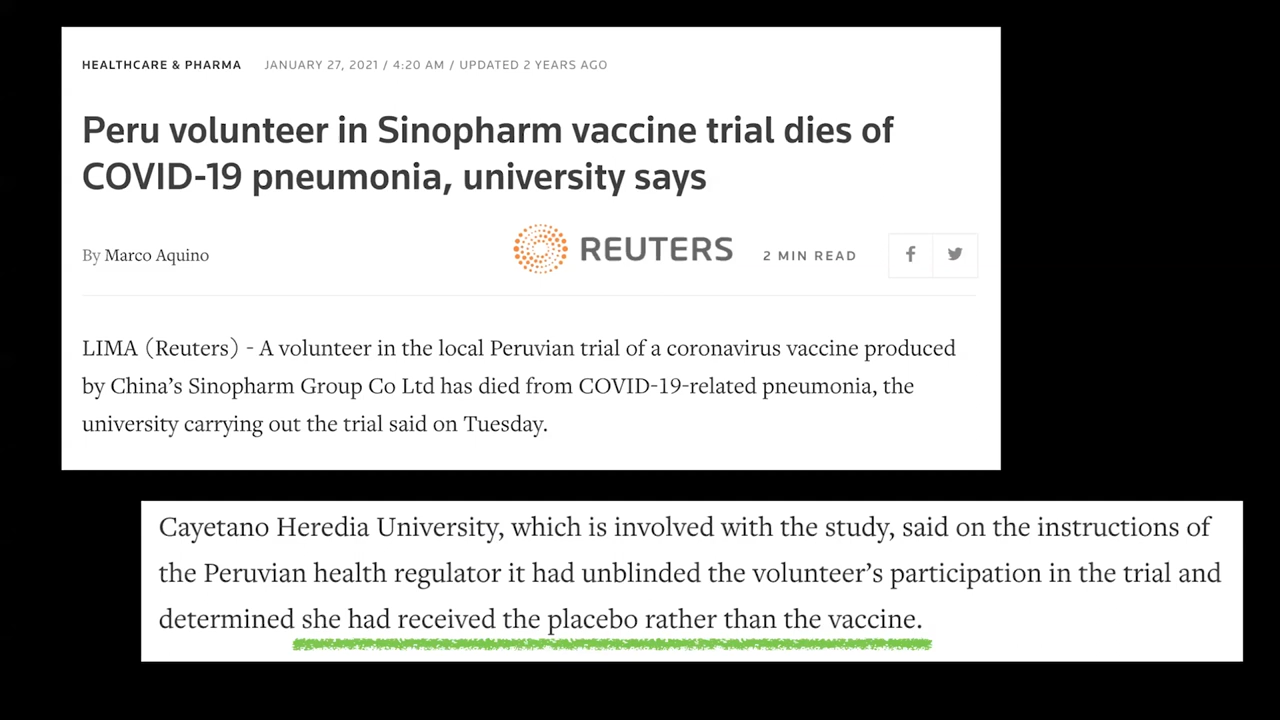 HEALTHCARE & PHARMA JANUARY 27, 2021 / 4:20 AM / UPDATED 2 YEARS AGO
Peru volunteer in Sinopharm vaccine trial dies of
COVID-19 pneumonia, university says
By Marco Aquino REUTERS 2 MIN READ
LIMA (Reuters) - A volunteer in the local Peruvian trial of a coronavirus vaccine produced
by China’s Sinopharm Group Co Ltd has died from COVID-19-related pneumonia, the
university carrying out the trial said on Tuesday.
Cayetano Heredia University, which is involved with the study, said on the instructions of
the Peruvian health regulator it had unblinded the volunteer’s participation in the trial and
determined she had received the placebo rather than the vaccine.